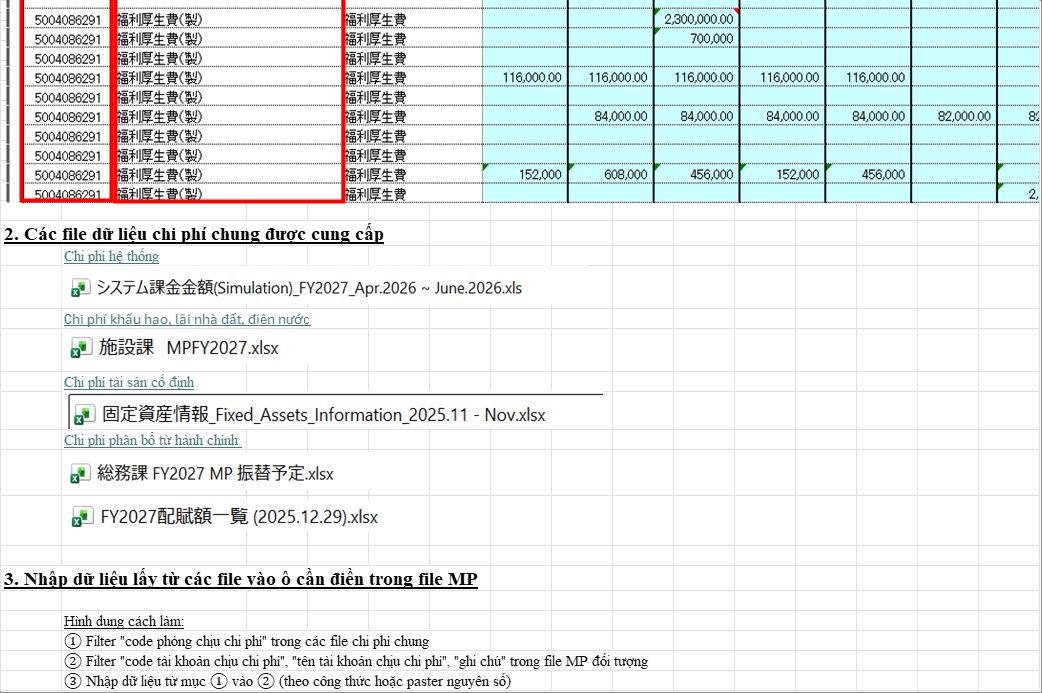 5004086291 福利厚生費(製) 福利厚生費 2,300,000.00
5004086291 福利厚生費(製) 福利厚生費 700,000
5004086291 福利厚生費(製) 福利厚生費
5004086291 福利厚生費(製) 福利厚生費 116,000.00 116,000.00 116,000.00 116,000.00 116,000.00
5004086291 福利厚生費(製) 福利厚生費
5004086291 福利厚生費(製) 福利厚生費 84,000.00 84,000.00 84,000.00 84,000.00 82,000.00 82
5004086291 福利厚生費(製) 福利厚生費
5004086291 福利厚生費(製) 福利厚生費
5004086291 福利厚生費(製) 福利厚生費 152,000 608,000 456,000 152,000 456,000
5004086291 福利厚生費(製) 福利厚生費 2,
2. Các file dữ liệu chi phí chung được cung cấp
Chi phí hệ thống
システム課金金額(Simulation)_FY2027_Apr.2026 ~ June.2026.xls
Chi phí khấu hao, lãi nhà đất, điện nước
施設課 MPFY2027.xlsx
Chi phí tài sản cố định
固定資産情報_Fixed_Assets_Information_2025.11 - Nov.xlsx
Chi phí phân bổ từ hành chính
総務課 FY2027 MP 振替予定.xlsx
FY2027配賦額一覧 (2025.12.29).xlsx
3. Nhập dữ liệu lấy từ các file vào ô cần điền trong file MP
Hình dung cách làm:
① Filter "code phòng chịu chi phí" trong các file chi phí chung
② Filter "code tài khoản chịu chi phí", "tên tài khoản chịu chi phí", "ghi chú" trong file MP đối tượng
③ Nhập dữ liệu từ mục ① vào ② (theo công thức hoặc paster nguyên số)